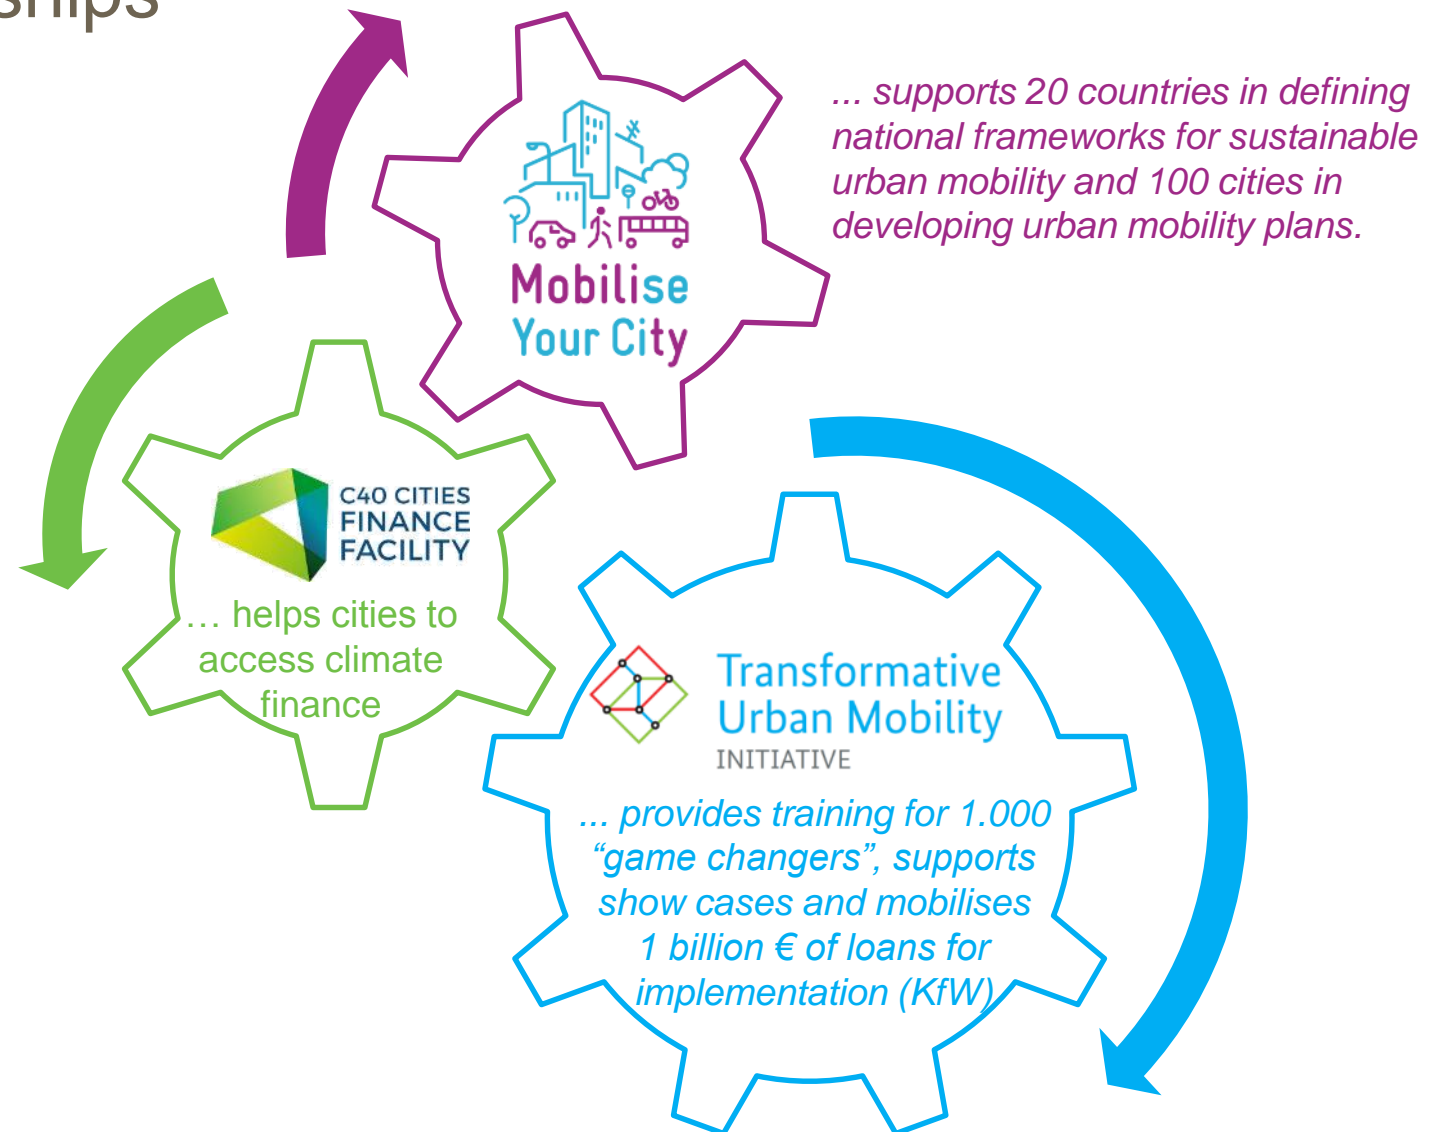 ships
... supports 20 countries in defining
national frameworks for sustainable
urban mobility and 100 cities in
developing urban mobility plans.
Mobilise
Your City
C40 CITIES
FINANCE
FACILITY
… helps cities to
access climate
finance
Transformative
Urban Mobility
INITIATIVE
... provides training for 1.000
“game changers”, supports
show cases and mobilises
1 billion € of loans for
implementation (KfW)